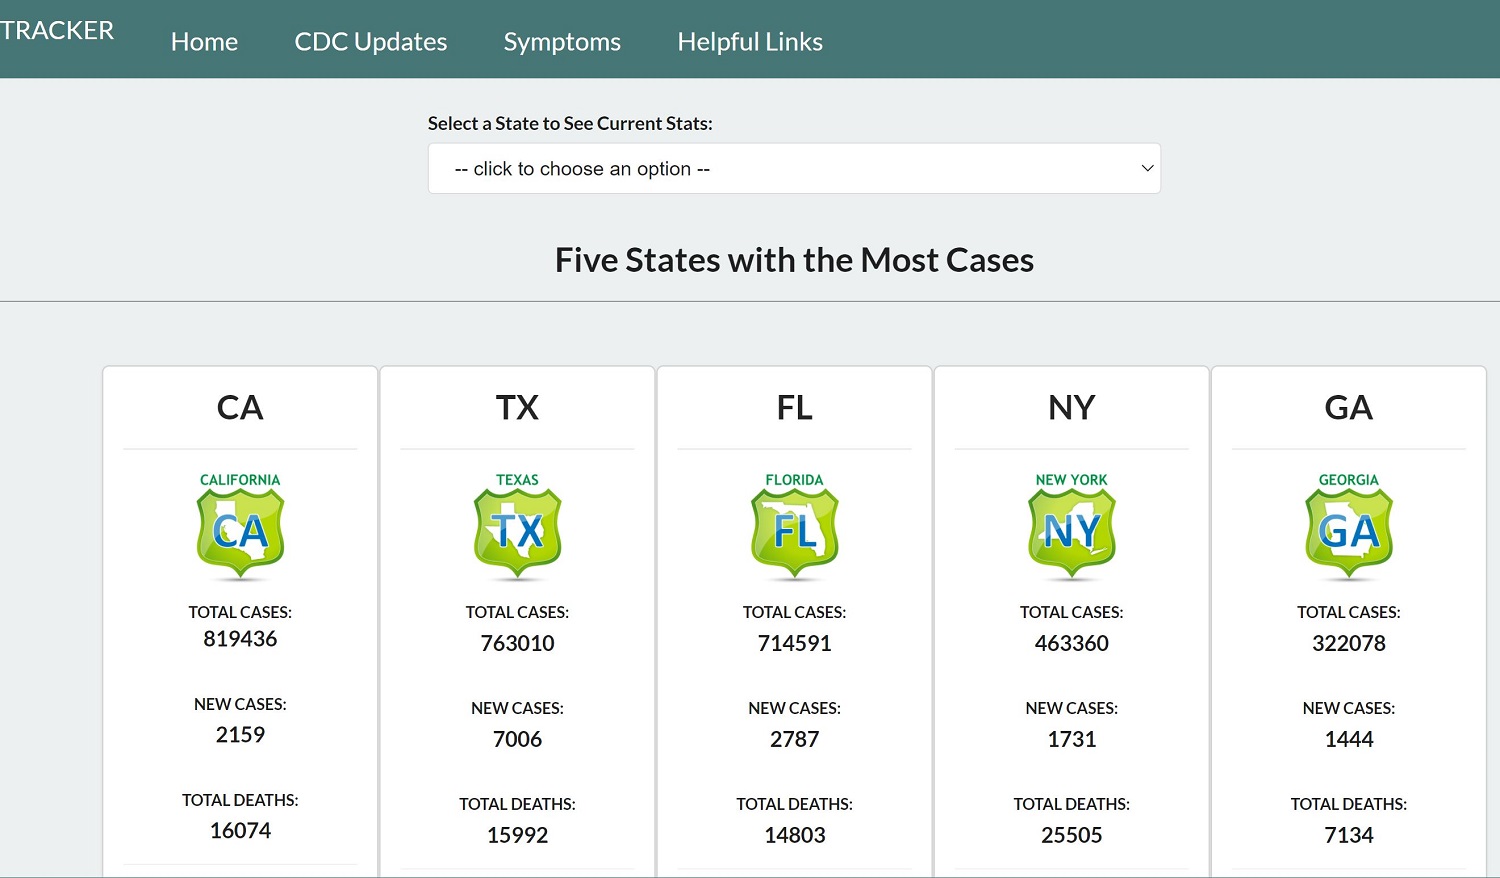 TRACKER
Home CDC Updates Symptoms Helpful Links
Select a State to See Current Stats:
-- click to choose an option --
Five States with the Most Cases
CA
CALIFORNIA
CA
TOTAL CASES:
819436
NEW CASES:
2159
TOTAL DEATHS:
16074
TX
TEXAS
TX
TOTAL CASES:
763010
NEW CASES:
7006
TOTAL DEATHS:
15992
FL
FLORIDA
FL
TOTAL CASES:
714591
NEW CASES:
2787
TOTAL DEATHS:
14803
NY
NEW YORK
NY
TOTAL CASES:
463360
NEW CASES:
1731
TOTAL DEATHS:
25505
GA
GEORGIA
GA
TOTAL CASES:
322078
NEW CASES:
1444
TOTAL DEATHS:
7134